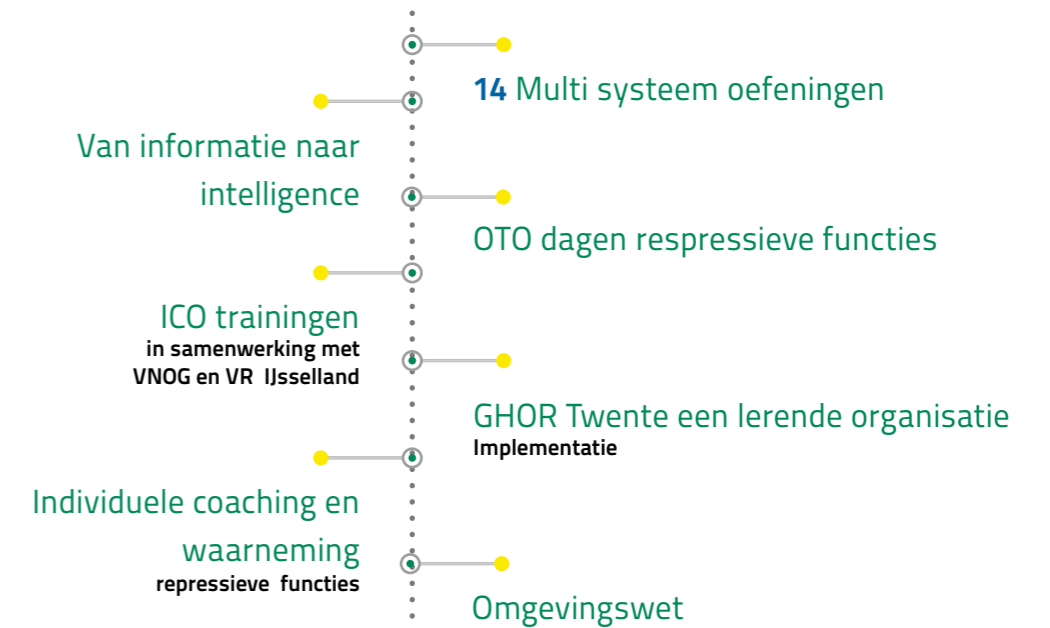 14 Multi systeem oefeningen
Van informatie naar
intelligence
OTO dagen respressieve functies
ICO trainingen
in samenwerking met
VNOG en VR IJsselland
GHOR Twente een lerende organisatie
Implementatie
Individuele coaching en
waarneming
repressieve functies
Omgevingswet